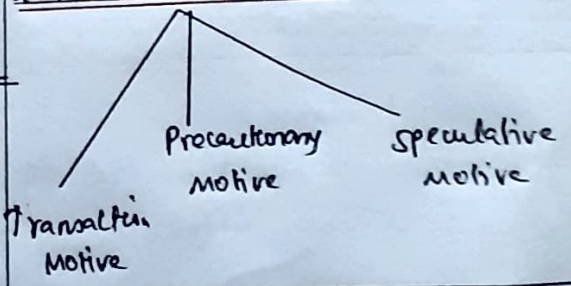 Precautionary
Motive
Speculative
Motive
Transaction
Motive